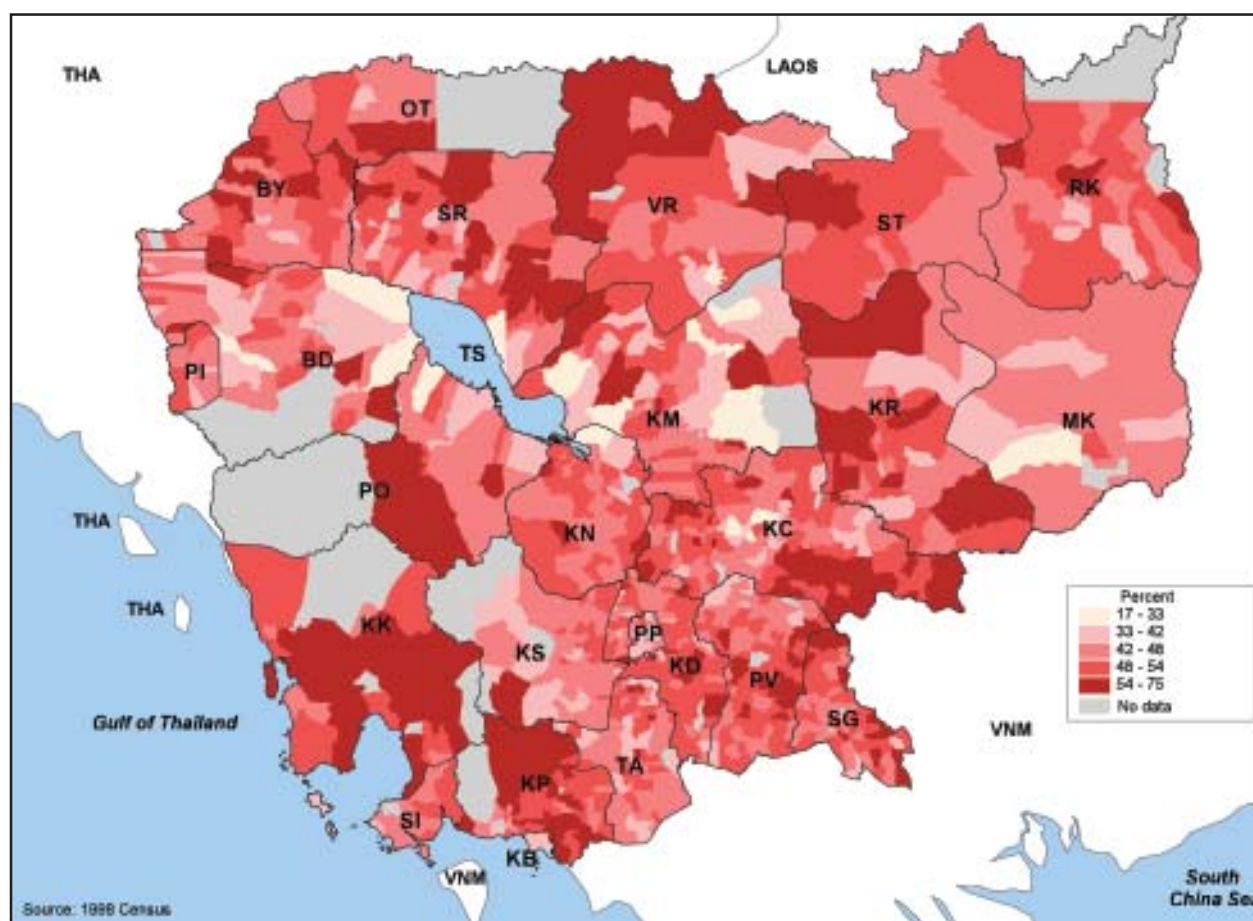 THA
LAOS
OT
BY
SR
VR
ST
RK
TS
PI
BD
KM
KR
MK
PO
KN
KC
THA
THA
KK
KS
PP
KD
PV
SG
Gulf of Thailand
VNM
TA
KP
SI
KB
VNM
Percent
17 - 33
33 - 42
42 - 48
48 - 54
54 - 75
No data
South
China Sea
Source: 1998 Census